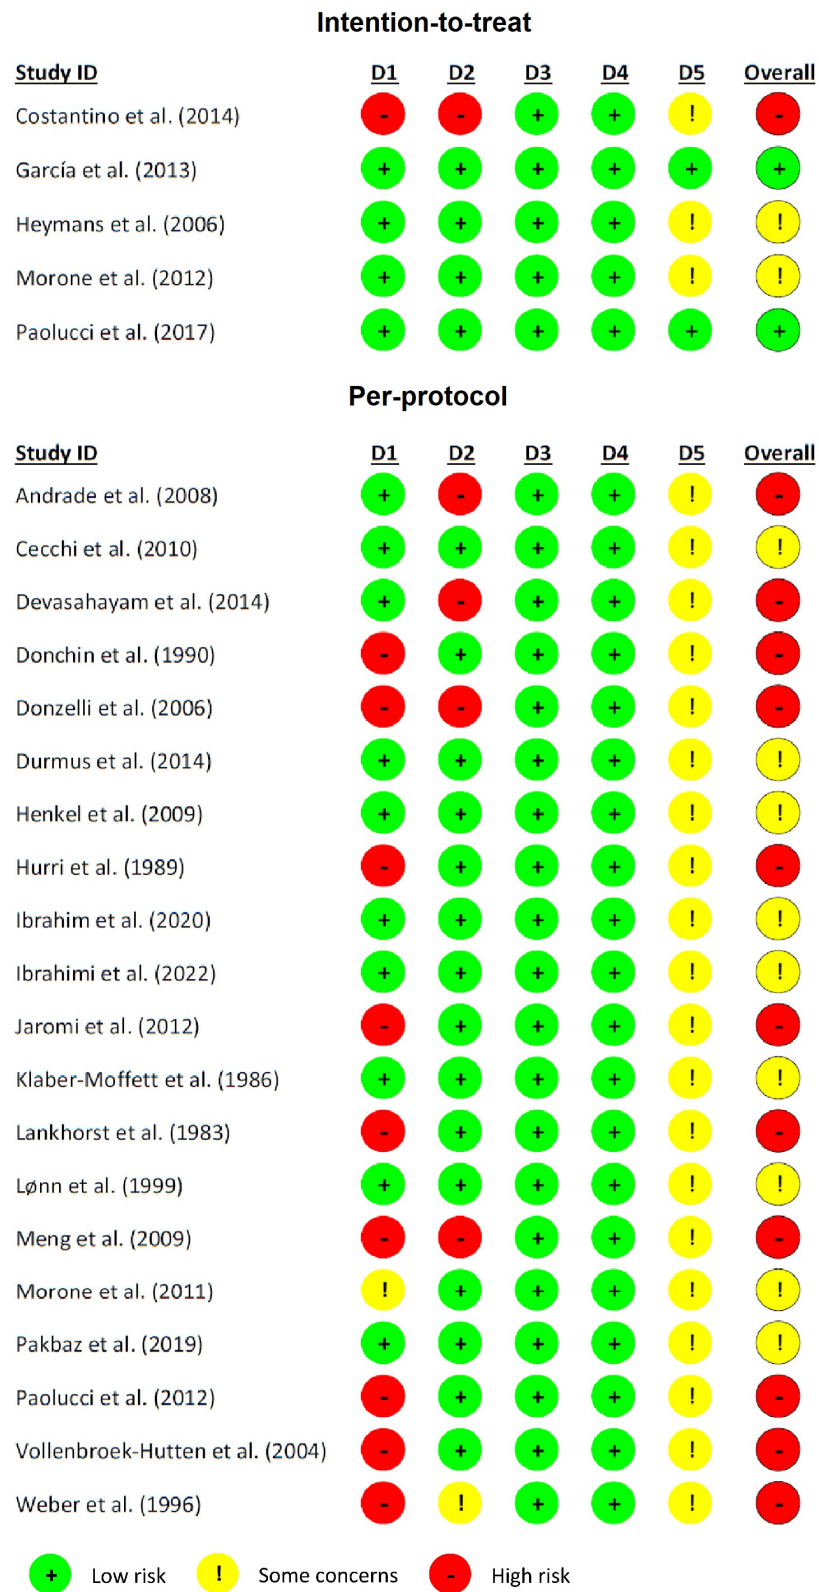 Intention-to-treat
Study ID D1 D2 D3 D4 D5 Overall
Costantino et al. (2014) - - + + ! -
García et al. (2013) + + + + + +
Heymans et al. (2006) + + + + ! !
Morone et al. (2012) + + + + ! !
Paolucci et al. (2017) + + + + + +
Per-protocol
Study ID D1 D2 D3 D4 D5 Overall
Andrade et al. (2008) + - + + ! -
Cecchi et al. (2010) + + + + ! !
Devasahayam et al. (2014) + - + + ! -
Donchin et al. (1990) - + + + ! -
Donzelli et al. (2006) - - + + ! -
Durmus et al. (2014) + + + + ! !
Henkel et al. (2009) + + + + ! !
Hurri et al. (1989) - + + + ! -
Ibrahim et al. (2020) + + + + ! !
Ibrahimi et al. (2022) + + + + ! !
Jaromi et al. (2012) - + + + ! -
Klaber-Moffett et al. (1986) + + + + ! !
Lankhorst et al. (1983) - + + + ! -
Lønn et al. (1999) + + + + ! !
Meng et al. (2009) - - + + ! -
Morone et al. (2011) ! + + + ! !
Pakbaz et al. (2019) + + + + ! !
Paolucci et al. (2012) - + + + ! -
Vollenbroek-Hutten et al. (2004) - + + + ! -
Weber et al. (1996) - ! + + ! -
+ Low risk ! Some concerns - High risk